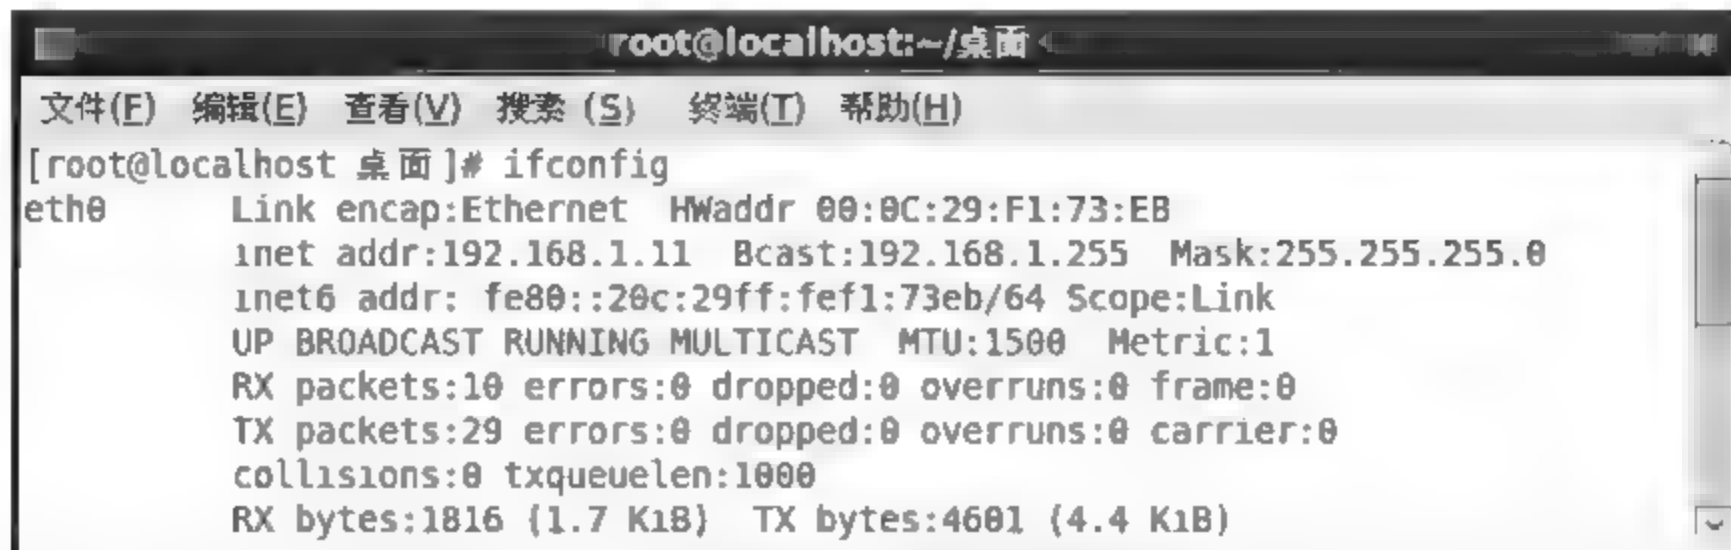 root@localhost:~/桌面
文件(F) 编辑(E) 查看(V) 搜索 (S) 终端(T) 帮助(H)
[root@localhost 桌面]# ifconfig
eth0 Link encap:Ethernet HWaddr 00:0C:29:F1:73:EB
inet addr:192.168.1.11 Bcast:192.168.1.255 Mask:255.255.255.0
inet6 addr: fe80::20c:29ff:fef1:73eb/64 Scope:Link
UP BROADCAST RUNNING MULTICAST MTU:1500 Metric:1
RX packets:10 errors:0 dropped:0 overruns:0 frame:0
TX packets:29 errors:0 dropped:0 overruns:0 carrier:0
collisions:0 txqueuelen:1000
RX bytes:1816 (1.7 KiB) TX bytes:4601 (4.4 KiB)